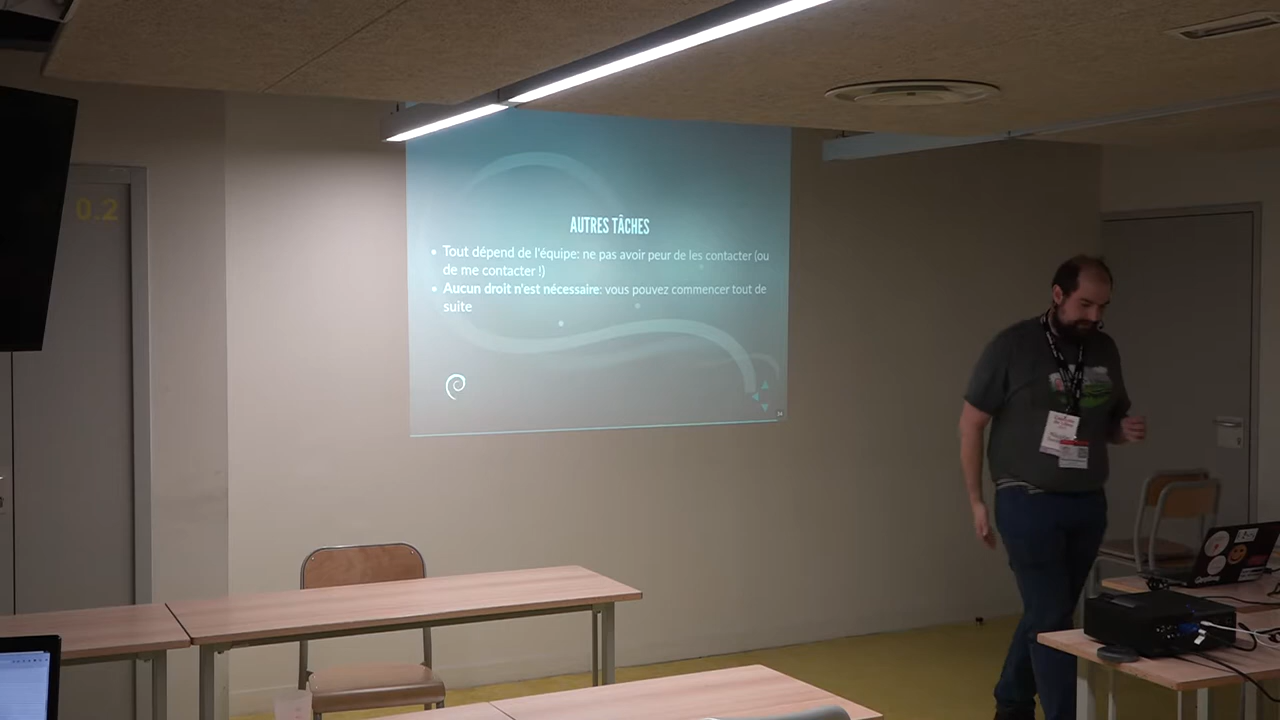 0.2
AUTRES TÂCHES
Tout dépend de l'équipe: ne pas avoir peur de les contacter (ou
de me contacter !)
Aucun droit n'est nécessaire: vous pouvez commencer tout de
suite